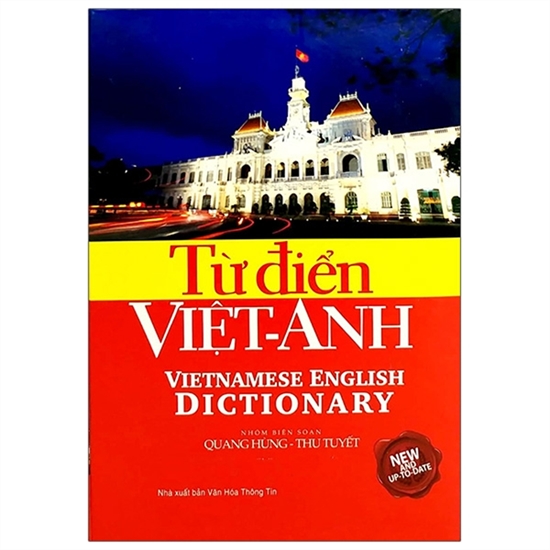 Từ điển
VIỆT-ANH
VIETNAMESE ENGLISH
DICTIONARY
NHÓM BIÊN SOẠN
QUANG HÙNG - THU TUYẾT
NEW
AND
UP-TO-DATE
Nhà xuất bản Văn Hóa Thông Tin